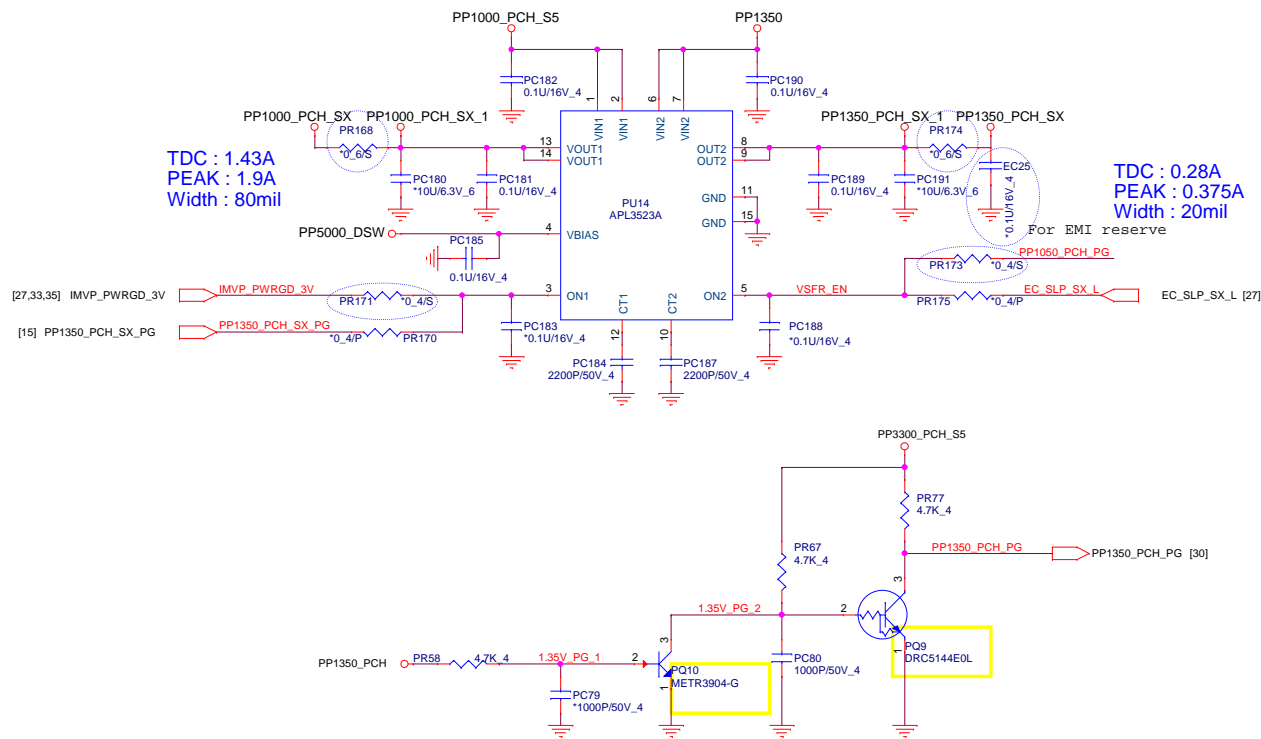 PP1000_PCH_S5
PP1350
PC182
0.1U/16V_4
PC190
0.1U/16V_4
1
2
6
7
VIN1
VIN1
VIN2
VIN2
PP1000_PCH_SX
PP1000_PCH_SX_1
PR168
*0_6/S
PP1350_PCH_SX_1
PP1350_PCH_SX
PR174
*0_6/S
13
14
VOUT1
VOUT1
8
9
OUT2
OUT2
TDC : 1.43A
PEAK : 1.9A
Width : 80mil
PC180
*10U/6.3V_6
PC181
0.1U/16V_4
PC189
0.1U/16V_4
PC191
*10U/6.3V_6
EC25
*0.1U/16V_4
TDC : 0.28A
PEAK : 0.375A
Width : 20mil
For EMI reserve
PU14
APL3523A
GND
11
GND
15
PP5000_DSW
4
VBIAS
PC185
0.1U/16V_4
PP1050_PCH_PG
PR173
*0_4/S
[27,33,35] IMVP_PWRGD_3V
IMVP_PWRGD_3V
PR171
*0_4/S
3
ON1
ON2
5
VSFR_EN
PR175
*0_4/P
EC_SLP_SX_L
EC_SLP_SX_L [27]
[15] PP1350_PCH_SX_PG
PP1350_PCH_SX_PG
*0_4/P
PR170
PC183
*0.1U/16V_4
CT1
CT2
12
10
PC188
*0.1U/16V_4
PC184
2200P/50V_4
PC187
2200P/50V_4
PP3300_PCH_S5
PR77
4.7K_4
PR67
4.7K_4
PP1350_PCH_PG
PP1350_PCH_PG [30]
3
1.35V_PG_2
2
PQ9
DRC5144E0L
1
PP1350_PCH
PR58
4.7K_4
1.35V_PG_1
2
3
PQ10
METR3904-G
1
PC80
1000P/50V_4
PC79
*1000P/50V_4